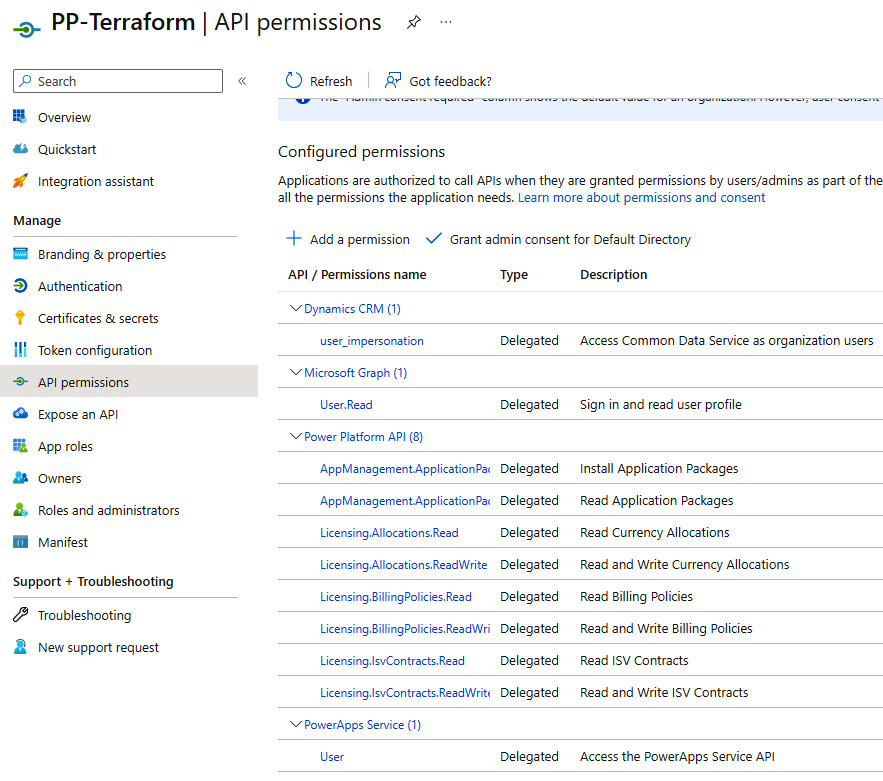 PP-Terraform | API permissions
Search
Overview
Quickstart
Integration assistant
Manage
Branding & properties
Authentication
Certificates & secrets
Token configuration
API permissions
Expose an API
App roles
Owners
Roles and administrators
Manifest
Support + Troubleshooting
Troubleshooting
New support request
Refresh
Got feedback?
The "Admin consent required" column shows the default value for an organization. However, user consent
Configured permissions
Applications are authorized to call APIs when they are granted permissions by users/admins as part of the
all the permissions the application needs. Learn more about permissions and consent
Add a permission
Grant admin consent for Default Directory
API / Permissions name Type Description
Dynamics CRM (1)
user_impersonation Delegated Access Common Data Service as organization users
Microsoft Graph (1)
User.Read Delegated Sign in and read user profile
Power Platform API (8)
AppManagement.ApplicationPac Delegated Install Application Packages
AppManagement.ApplicationPac Delegated Read Application Packages
Licensing.Allocations.Read Delegated Read Currency Allocations
Licensing.Allocations.ReadWrite Delegated Read and Write Currency Allocations
Licensing.BillingPolicies.Read Delegated Read Billing Policies
Licensing.BillingPolicies.ReadWri Delegated Read and Write Billing Policies
Licensing.IsvContracts.Read Delegated Read ISV Contracts
Licensing.IsvContracts.ReadWrite Delegated Read and Write ISV Contracts
PowerApps Service (1)
User Delegated Access the PowerApps Service API